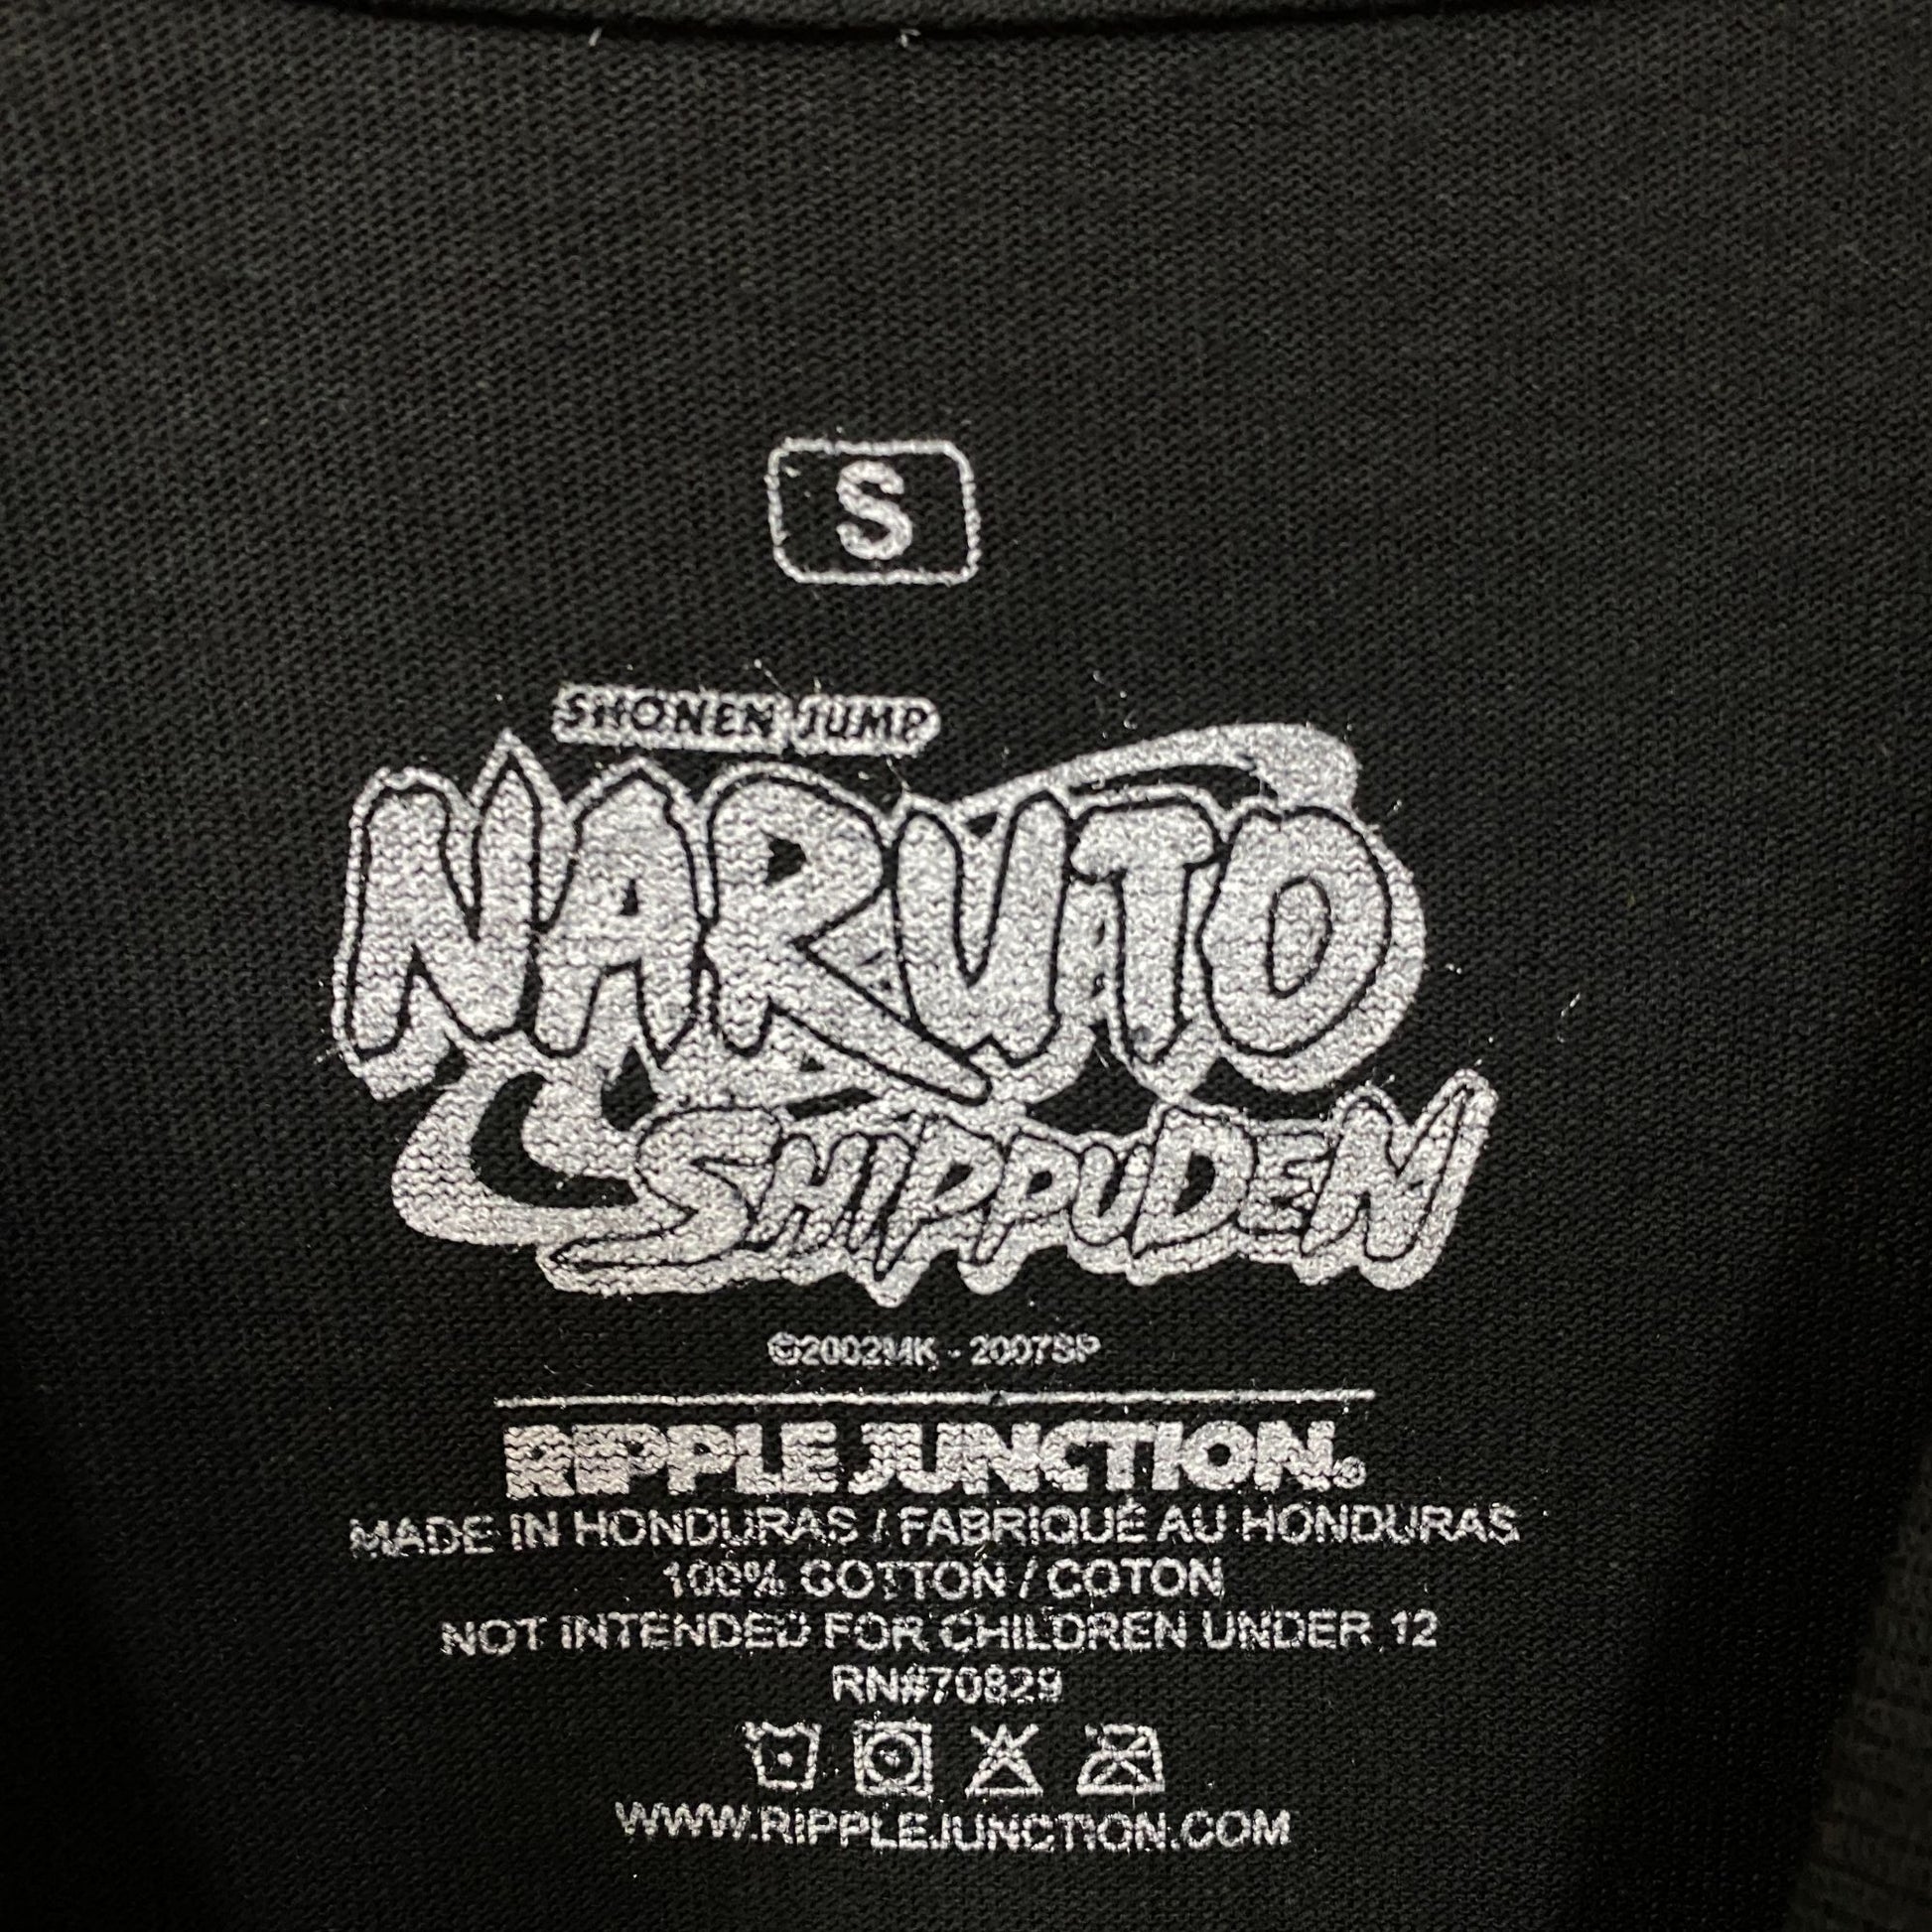 S
SHONEN JUMP
NARUTO
SHIPPUDEN
©2002MK - 2007SP
RIPPLE JUNCTION®
MADE IN HONDURAS / FABRIQUÉ AU HONDURAS
100% COTTON / COTON
NOT INTENDED FOR CHILDREN UNDER 12
RN#70829
WWW.RIPPLEJUNCTION.COM